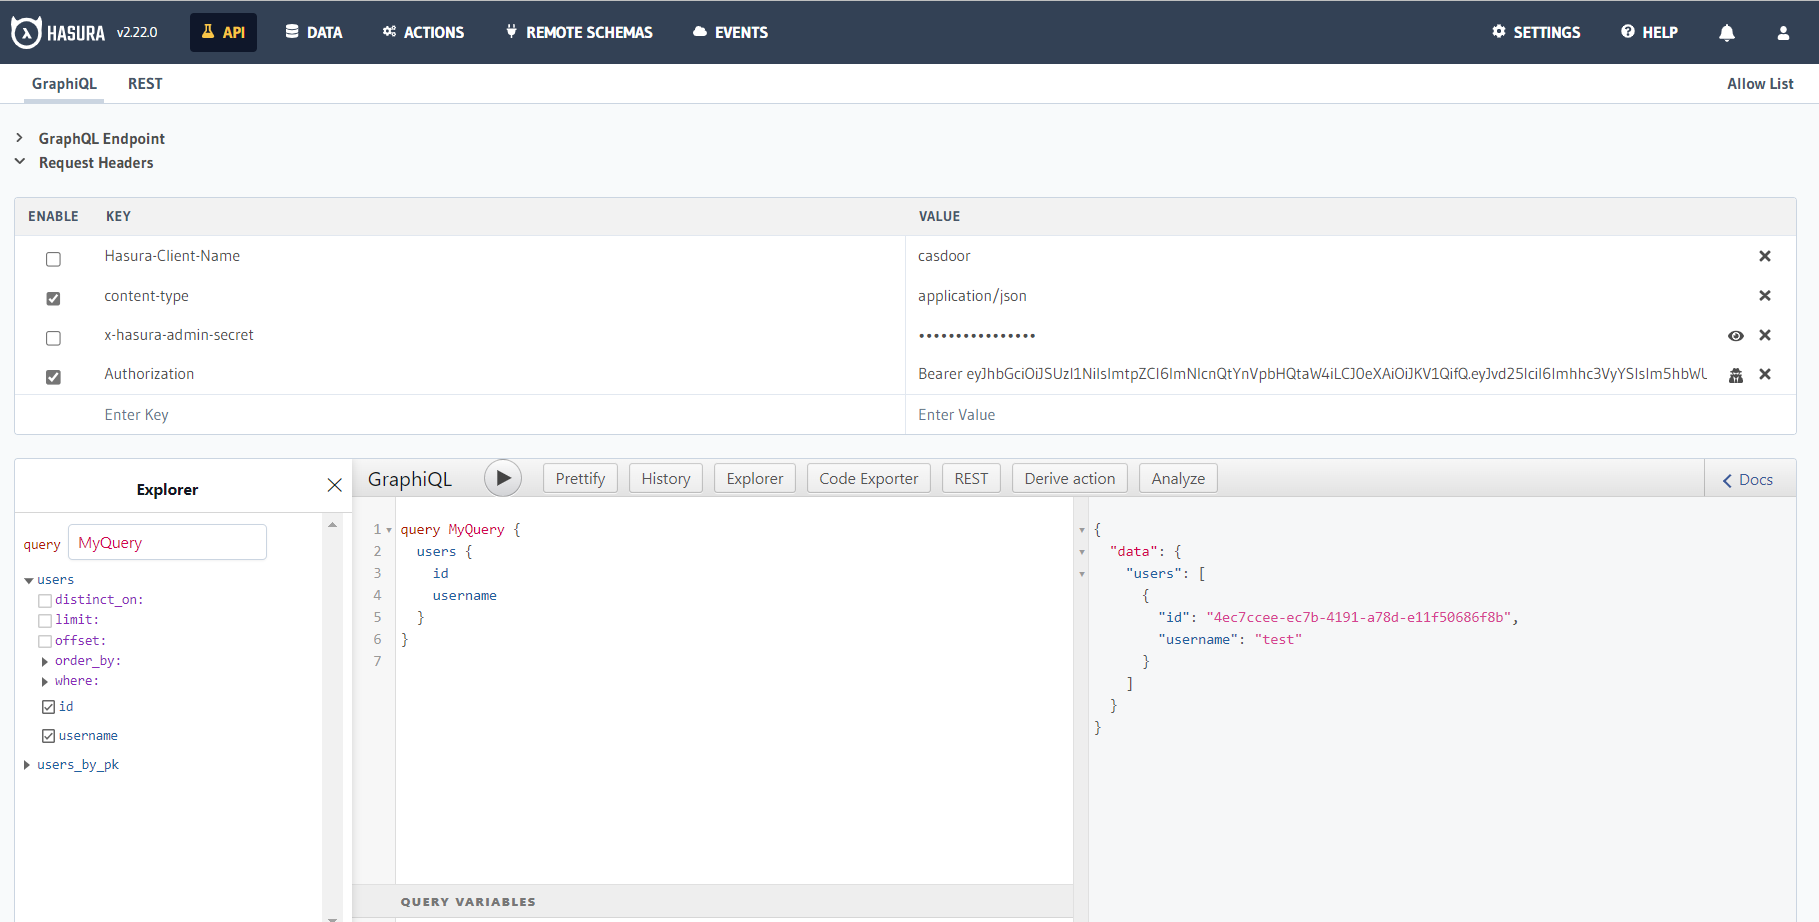 HASURA v2.22.0 API DATA ACTIONS REMOTE SCHEMAS EVENTS SETTINGS HELP
GraphiQL REST Allow List
GraphQL Endpoint
Request Headers
ENABLE KEY VALUE
Hasura-Client-Name casdoor
content-type application/json
x-hasura-admin-secret ••••••••••••••••
Authorization Bearer
Enter Key Enter Value
Explorer
GraphiQL Prettify History Explorer Code Exporter REST Derive action Analyze Docs
query MyQuery
users
distinct_on:
limit:
offset:
order_by:
where:
id
username
users_by_pk
1 query MyQuery {
2 users {
3 id
4 username
5 }
6 }
7
QUERY VARIABLES
{
"data": {
"users": [
{
"id": "4ec7ccee-ec7b-4191-a78d-e11f50686f8b",
"username": "test"
}
]
}
}